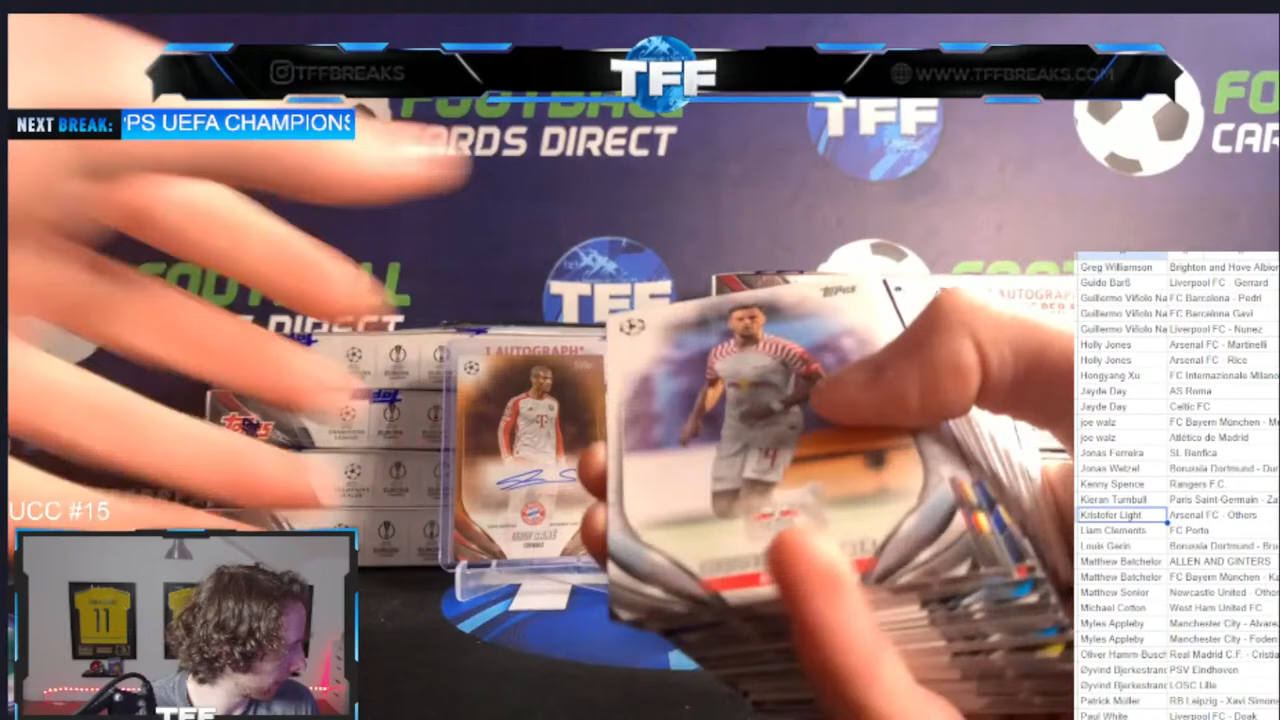 TFFBREAKS
TFF
WWW.TFFBREAKS.COM
NEXT BREAK:
PS UEFA CHAMPIONS
FOOTBALL
CARDS DIRECT
TFF
FO
CAR
TFF
FOOTBALL
DIRECT
1 AUTOGRAPH*
Topps
UCC #15
TFF
Greg Williamson Brighton and Hove Albion
Guido Barß Liverpool FC - Gerrard
Guillermo Viñolo Na FC Barcelona - Pedri
Guillermo Viñolo Na FC Barcelona Gavi
Guillermo Viñolo Na Liverpool FC - Nunez
Holly Jones Arsenal FC - Martinelli
Holly Jones Arsenal FC - Rice
Hongyang Xu FC Internazionale Milano
Jayde Day AS Roma
Jayde Day Celtic FC
joe walz FC Bayern München - M
joe walz Atlético de Madrid
Jonas Ferreira SL Benfica
Jonas Wetzel Borussia Dortmund - Du
Kenny Spence Rangers F.C.
Kieran Turnbull Paris Saint-Germain - Za
Kristofer Light Arsenal FC - Others
Liam Clements FC Porto
Louis Gerin Borussia Dortmund - Bru
Matthew Batchelor ALLEN AND GINTERS
Matthew Batchelor FC Bayern München - Ka
Matthew Senior Newcastle United - Other
Michael Cotton West Ham United FC
Myles Appleby Manchester City - Alvare
Myles Appleby Manchester City - Foden
Oliver Hamm-Busch Real Madrid C.F. - Cristia
Øyvind Bjerkestrand PSV Eindhoven
Øyvind Bjerkestrand LOSC Lille
Patrick Müller RB Leipzig - Xavi Simons
Paul White Liverpool FC - Doak